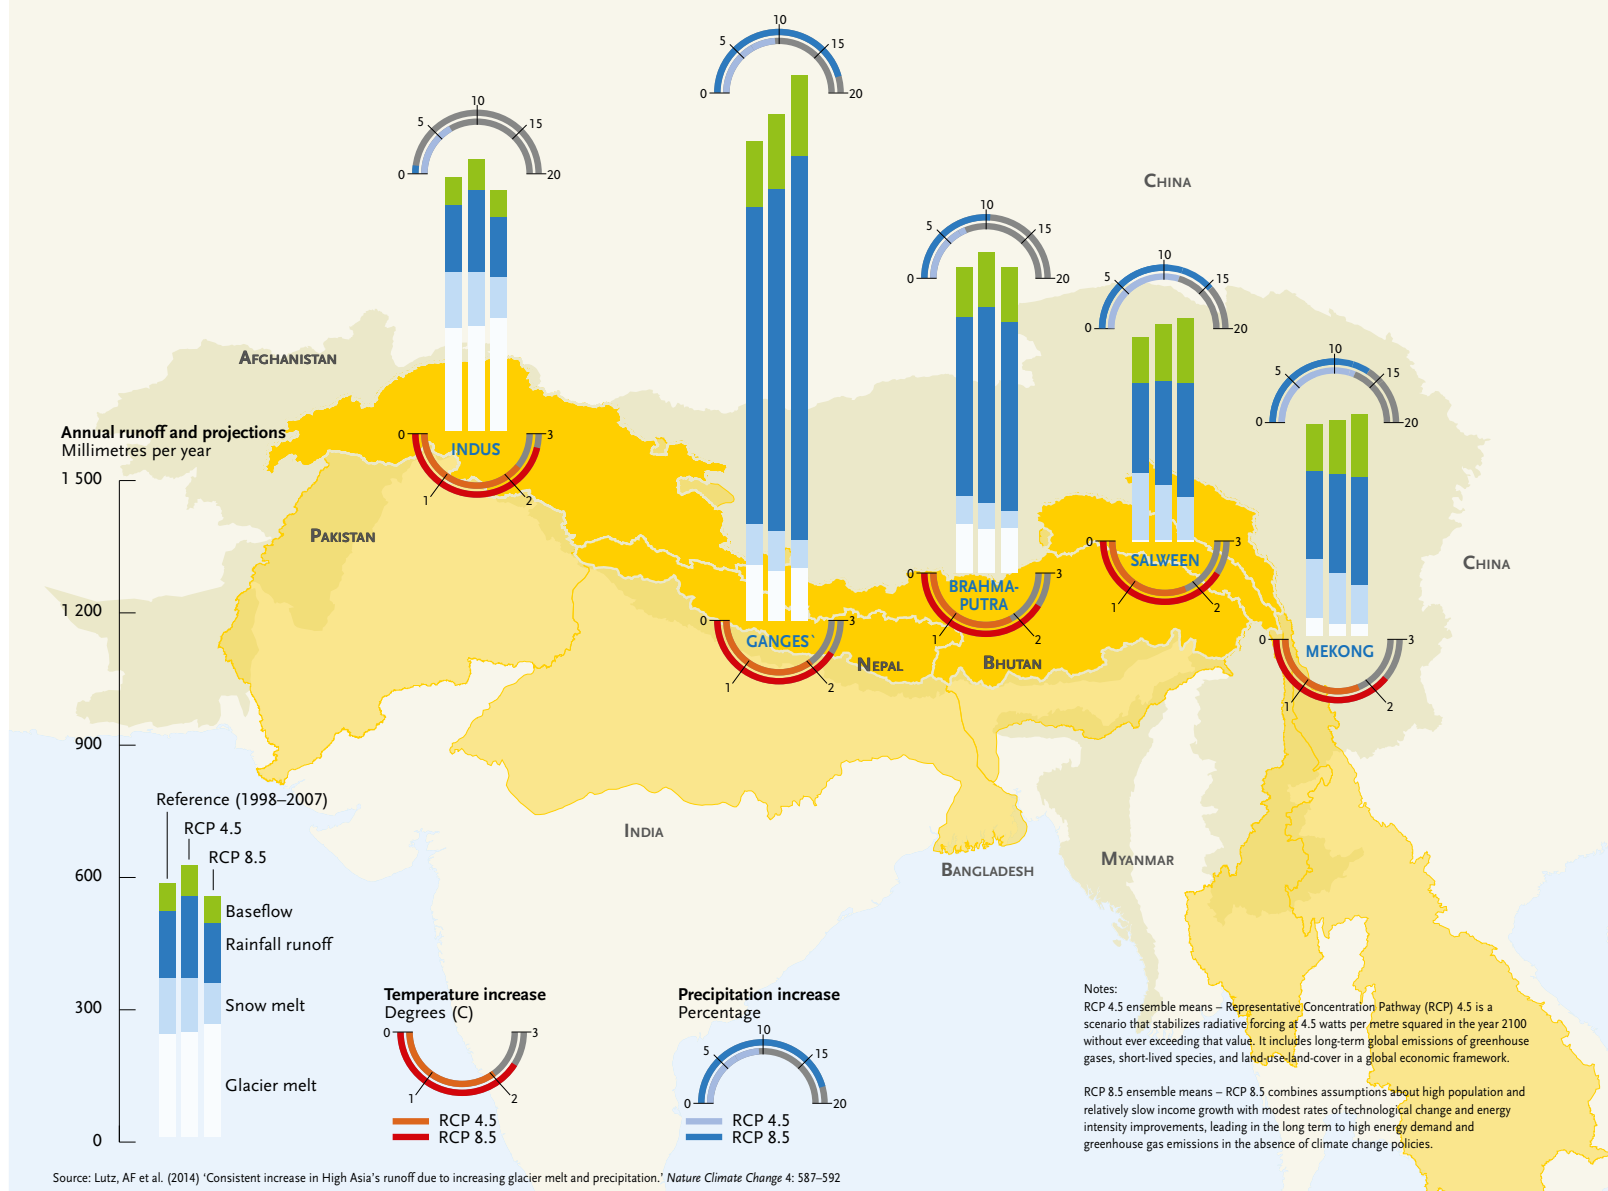 10
5
15
0
20
10
5
15
0
20
CHINA
10
5
15
0
20
10
5
15
0
20
10
5
15
0
20
AFGHANISTAN
Annual runoff and projections
Millimetres per year
0
3
INDUS
1
2
1 500
PAKISTAN
0
3
SALWEEN
1
2
CHINA
0
3
BRAHMA-
PUTRA
1
2
1 200
0
3
GANGES`
1
2
NEPAL
BHUTAN
0
3
MEKONG
1
2
900
Reference (1998–2007)
RCP 4.5
RCP 8.5
INDIA
BANGLADESH
MYANMAR
600
Baseflow
Rainfall runoff
Snow melt
Glacier melt
300
0
Temperature increase
Degrees (C)
0
3
1
2
RCP 4.5
RCP 8.5
Precipitation increase
Percentage
10
5
15
0
20
RCP 4.5
RCP 8.5
Notes:
RCP 4.5 ensemble means – Representative Concentration Pathway (RCP) 4.5 is a
scenario that stabilizes radiative forcing at 4.5 watts per metre squared in the year 2100
without ever exceeding that value. It includes long-term global emissions of greenhouse
gases, short-lived species, and land-use-land-cover in a global economic framework.
RCP 8.5 ensemble means – RCP 8.5 combines assumptions about high population and
relatively slow income growth with modest rates of technological change and energy
intensity improvements, leading in the long term to high energy demand and
greenhouse gas emissions in the absence of climate change policies.
Source: Lutz, AF et al. (2014) ‘Consistent increase in High Asia’s runoff due to increasing glacier melt and precipitation.’ Nature Climate Change 4: 587–592